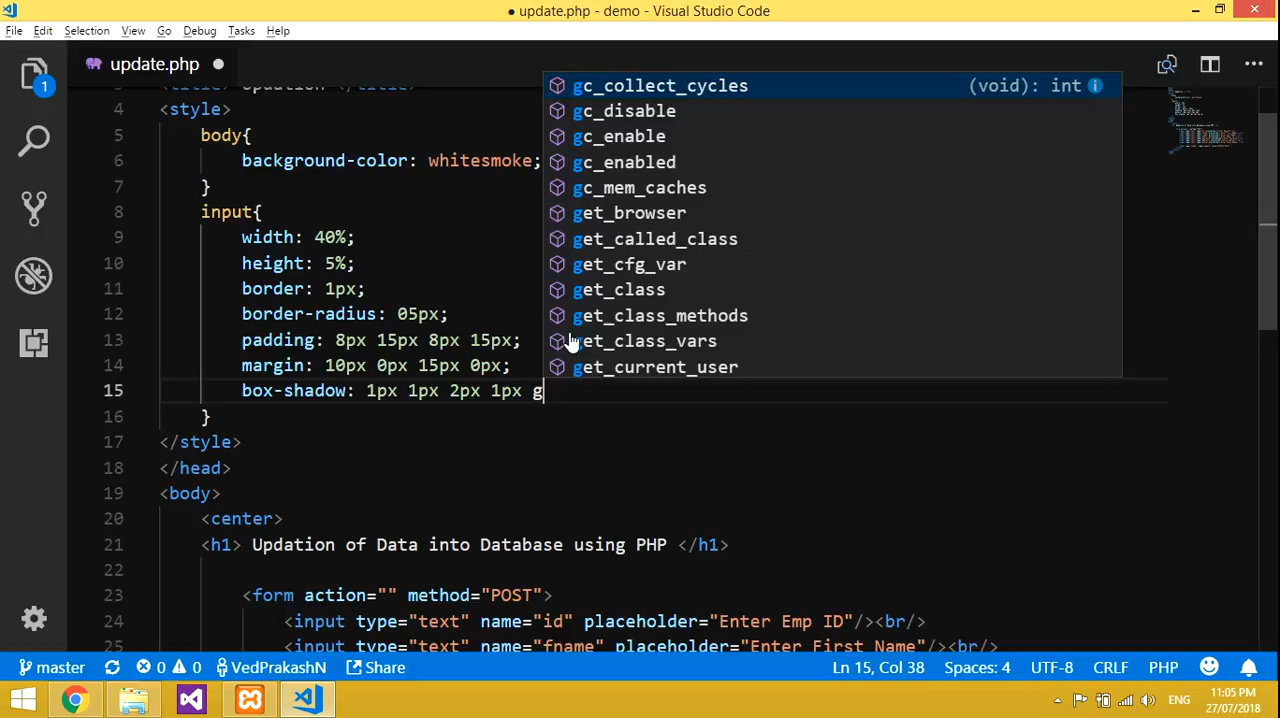 ● update.php - demo - Visual Studio Code
File Edit Selection View Go Debug Tasks Help
1
update.php ●
4 <style>
5 body{
6 background-color: whitesmoke;
7 }
8 input{
9 width: 40%;
10 height: 5%;
11 border: 1px;
12 border-radius: 05px;
13 padding: 8px 15px 8px 15px;
14 margin: 10px 0px 15px 0px;
15 box-shadow: 1px 1px 2px 1px g
16 }
17 </style>
18 </head>
19 <body>
20 <center>
21 <h1> Updation of Data into Database using PHP </h1>
22
23 <form action="" method="POST">
24 <input type="text" name="id" placeholder="Enter Emp ID"/><br/>
25 <input type="text" name="fname" placeholder="Enter First Name"/><br/>
gc_collect_cycles (void): int
gc_disable
gc_enable
gc_enabled
gc_mem_caches
get_browser
get_called_class
get_cfg_var
get_class
get_class_methods
get_class_vars
get_current_user
master 0 0 VedPrakashN Share Ln 15, Col 38 Spaces: 4 UTF-8 CRLF PHP
ENG
11:05 PM
27/07/2018